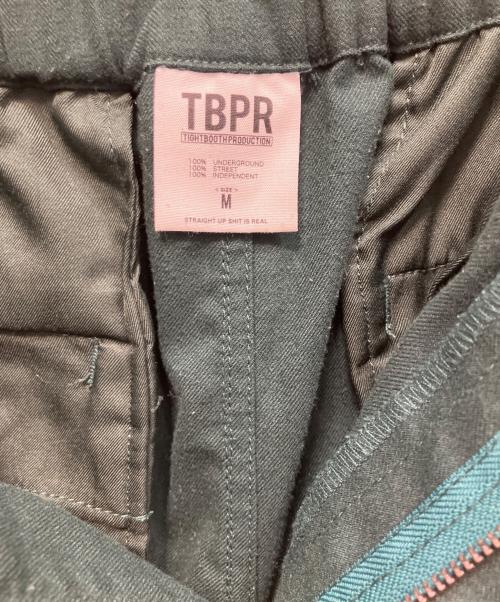 TBPR
TIGHTBOOTHPRODUCTION
100% UNDERGROUND
100% STREET
100% INDEPENDENT
< SIZE >
M
STRAIGHT UP SHIT IS REAL